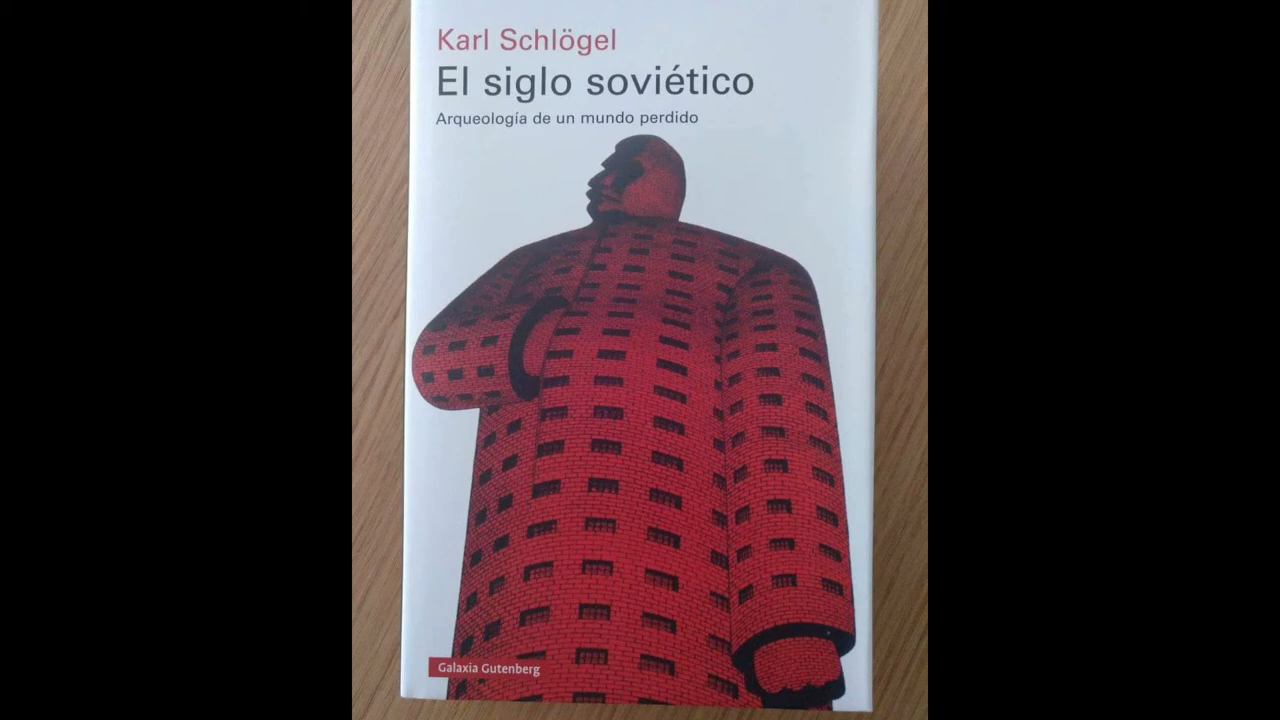 Karl Schlögel
El siglo soviético
Arqueología de un mundo perdido
Galaxia Gutenberg